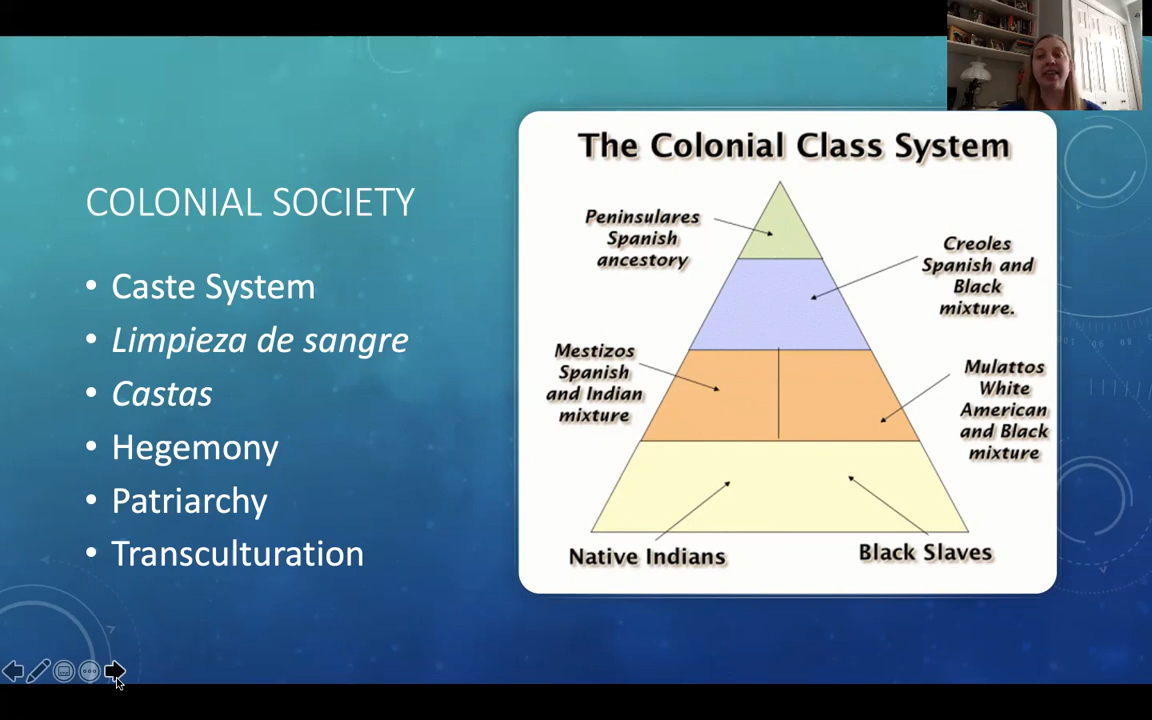 COLONIAL SOCIETY
• Caste System
• Limpieza de sangre
• Castas
• Hegemony
• Patriarchy
• Transculturation
The Colonial Class System
Peninsulares
Spanish
ancestory
Creoles
Spanish and
Black
mixture.
Mestizos
Spanish
and Indian
mixture
Mulattos
White
American
and Black
mixture
Native Indians
Black Slaves